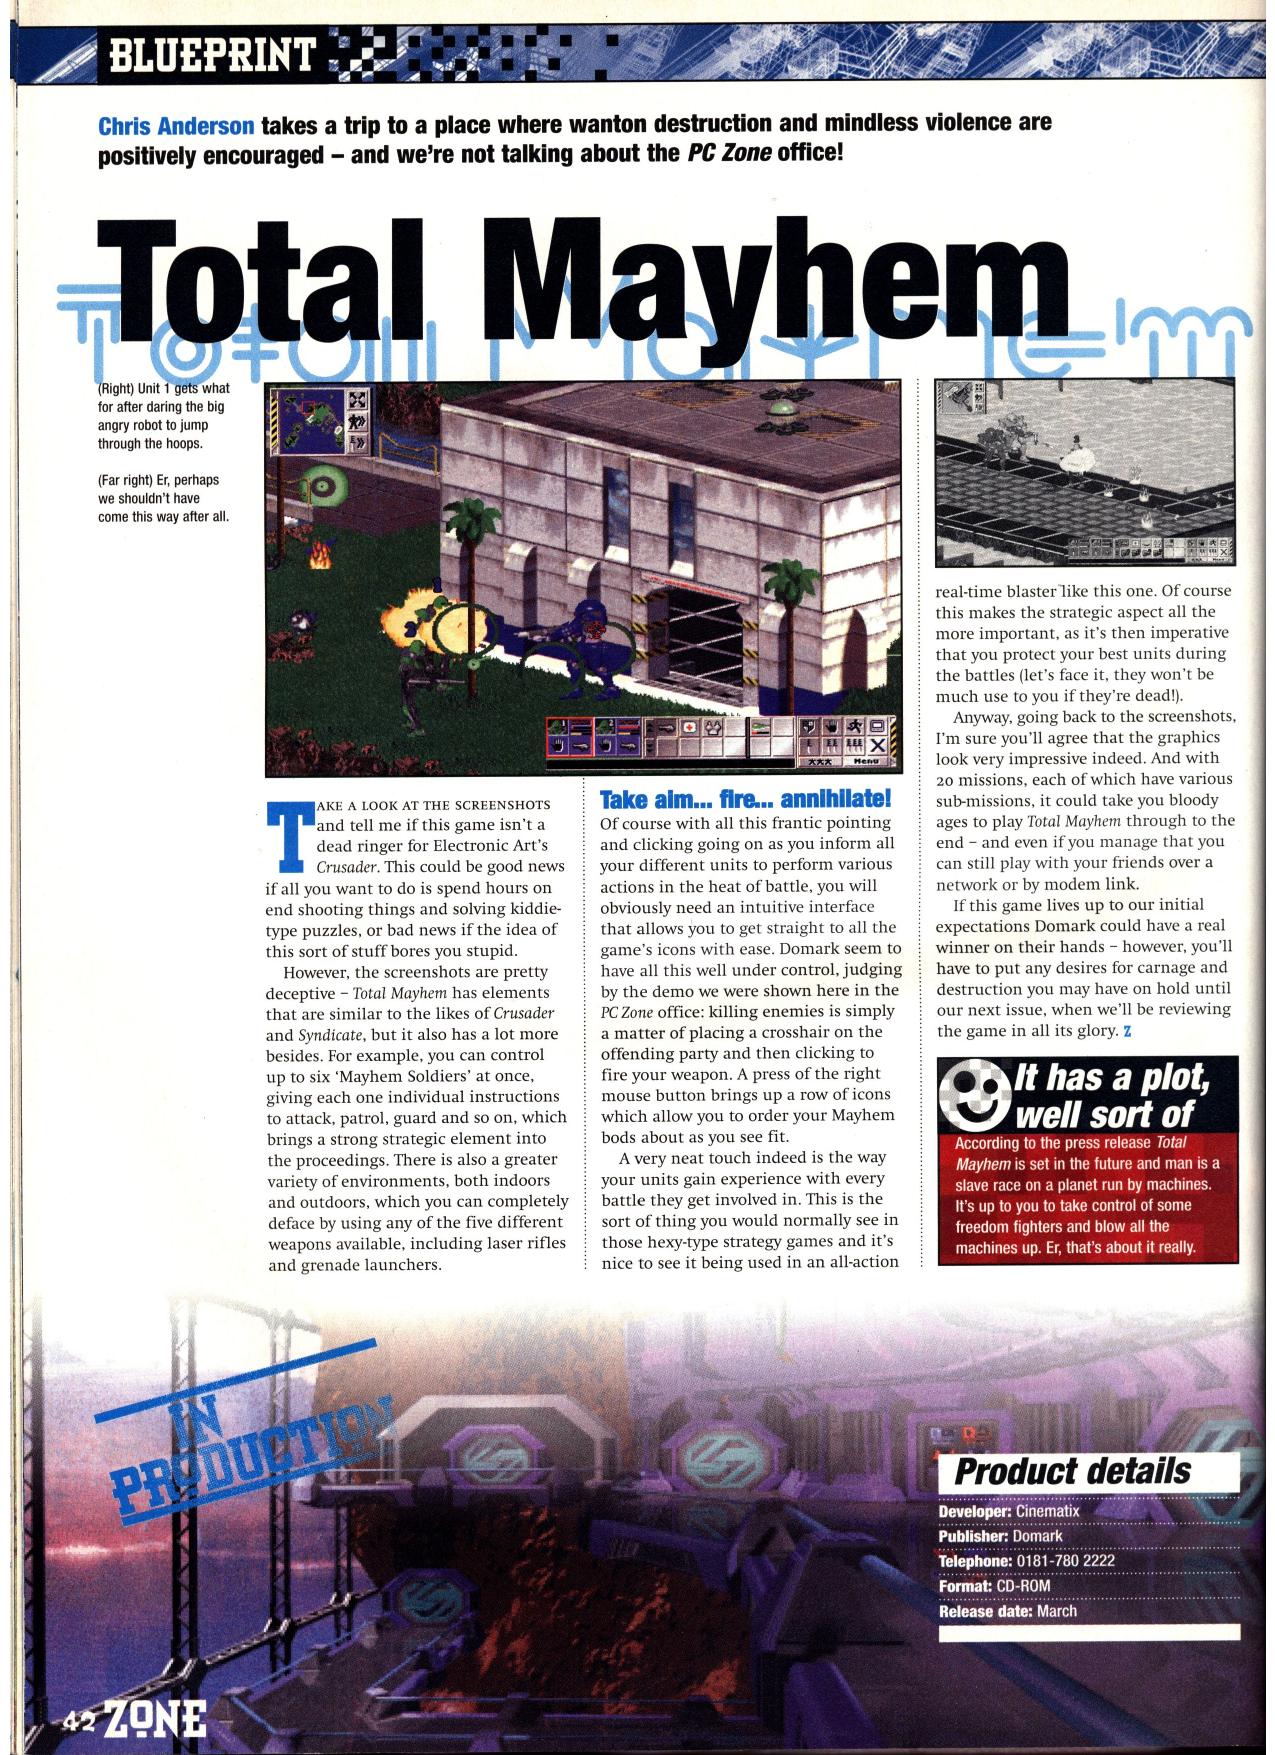 BLUEPRINT
Chris Anderson takes a trip to a place where wanton destruction and mindless violence are
positively encouraged – and we're not talking about the PC Zone office!
Total Mayhem
Total Mayhem
(Right) Unit 1 gets what
for after daring the big
angry robot to jump
through the hoops.
(Far right) Er, perhaps
we shouldn't have
come this way after all.
Menu
TAKE A LOOK AT THE SCREENSHOTS
and tell me if this game isn't a
dead ringer for Electronic Art's
Crusader. This could be good news
if all you want to do is spend hours on
end shooting things and solving kiddie-
type puzzles, or bad news if the idea of
this sort of stuff bores you stupid.
However, the screenshots are pretty
deceptive – Total Mayhem has elements
that are similar to the likes of Crusader
and Syndicate, but it also has a lot more
besides. For example, you can control
up to six 'Mayhem Soldiers' at once,
giving each one individual instructions
to attack, patrol, guard and so on, which
brings a strong strategic element into
the proceedings. There is also a greater
variety of environments, both indoors
and outdoors, which you can completely
deface by using any of the five different
weapons available, including laser rifles
and grenade launchers.
Take aim... fire... annihilate!
Of course with all this frantic pointing
and clicking going on as you inform all
your different units to perform various
actions in the heat of battle, you will
obviously need an intuitive interface
that allows you to get straight to all the
game's icons with ease. Domark seem to
have all this well under control, judging
by the demo we were shown here in the
PC Zone office: killing enemies is simply
a matter of placing a crosshair on the
offending party and then clicking to
fire your weapon. A press of the right
mouse button brings up a row of icons
which allow you to order your Mayhem
bods about as you see fit.
A very neat touch indeed is the way
your units gain experience with every
battle they get involved in. This is the
sort of thing you would normally see in
those hexy-type strategy games and it's
nice to see it being used in an all-action
real-time blaster like this one. Of course
this makes the strategic aspect all the
more important, as it's then imperative
that you protect your best units during
the battles (let's face it, they won't be
much use to you if they're dead!).
Anyway, going back to the screenshots,
I'm sure you'll agree that the graphics
look very impressive indeed. And with
20 missions, each of which have various
sub-missions, it could take you bloody
ages to play Total Mayhem through to the
end – and even if you manage that you
can still play with your friends over a
network or by modem link.
If this game lives up to our initial
expectations Domark could have a real
winner on their hands – however, you'll
have to put any desires for carnage and
destruction you may have on hold until
our next issue, when we'll be reviewing
the game in all its glory. Z
It has a plot,
well sort of
According to the press release Total
Mayhem is set in the future and man is a
slave race on a planet run by machines.
It's up to you to take control of some
freedom fighters and blow all the
machines up. Er, that's about it really.
IN
PRODUCTION
Product details
Developer: Cinematix
Publisher: Domark
Telephone: 0181-780 2222
Format: CD-ROM
Release date: March
42 ZONE